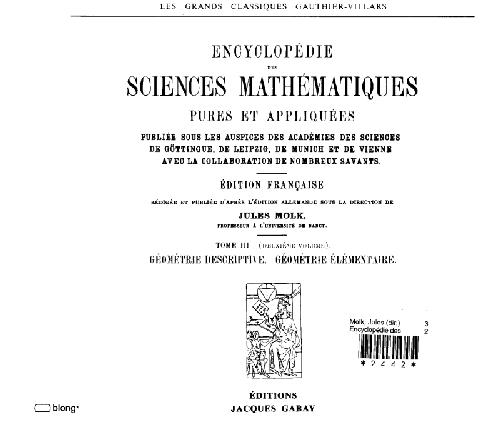 LES GRANDS CLASSIQUES GAUTHIER-VILLARS
ENCYCLOPÉDIE
DES
SCIENCES MATHÉMATIQUES
PURES ET APPLIQUÉES
PUBLIÉE SOUS LES AUSPICES DES ACADÉMIES DES SCIENCES
DE GÖTTINGUE, DE LEIPZIG, DE MUNICH ET DE VIENNE
AVEC LA COLLABORATION DE NOMBREUX SAVANTS.
ÉDITION FRANÇAISE
RÉDIGÉE ET PUBLIÉE D'APRÈS L'ÉDITION ALLEMANDE SOUS LA DIRECTION DE
JULES MOLK,
PROFESSEUR À L'UNIVERSITÉ DE NANCY.
TOME III (DEUXIÈME VOLUME),
GÉOMÉTRIE DESCRIPTIVE. GÉOMÉTRIE ÉLÉMENTAIRE.
Molk, Jules (dir.) 3
Encyclopédie des 2
*2442*
ÉDITIONS
JACQUES GABAY
blong*